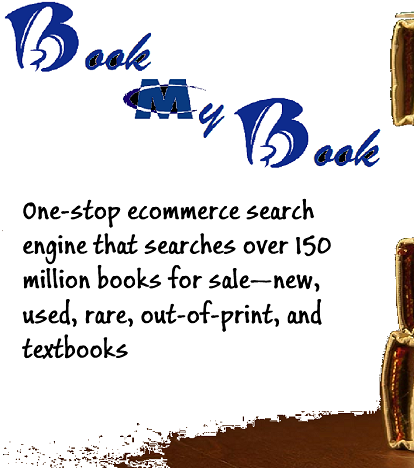 Book
My
Book
One-stop ecommerce search
engine that searches over 150
million books for sale—new,
used, rare, out-of-print, and
textbooks